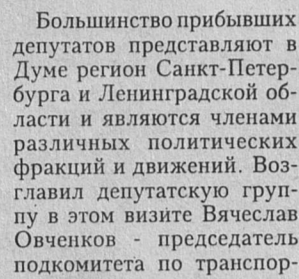 Большинство прибывших
депутатов представляют в
Думе регион Санкт-Петер-
бурга и Ленинградской об-
ласти и являются членами
различных политических
фракций и движений. Воз-
главил депутатскую груп-
пу в этом визите Вячеслав
Овченков - председатель
подкомитета по транспор-